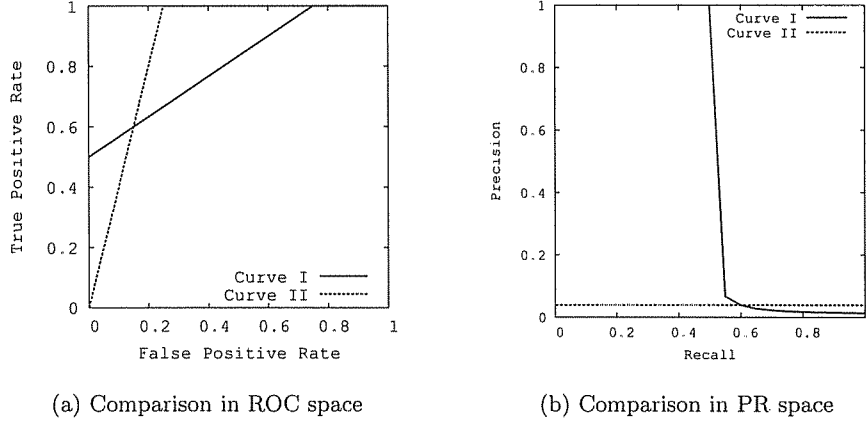 1
0.8
0.6
0.4
0.2
0
True Positive Rate
Curve I
Curve II
0 0.2 0.4 0.6 0.8 1
False Positive Rate
(a) Comparison in ROC space
1
0.8
0.6
0.4
0.2
0
Precision
Curve I
Curve II
0 0.2 0.4 0.6 0.8
Recall
(b) Comparison in PR space